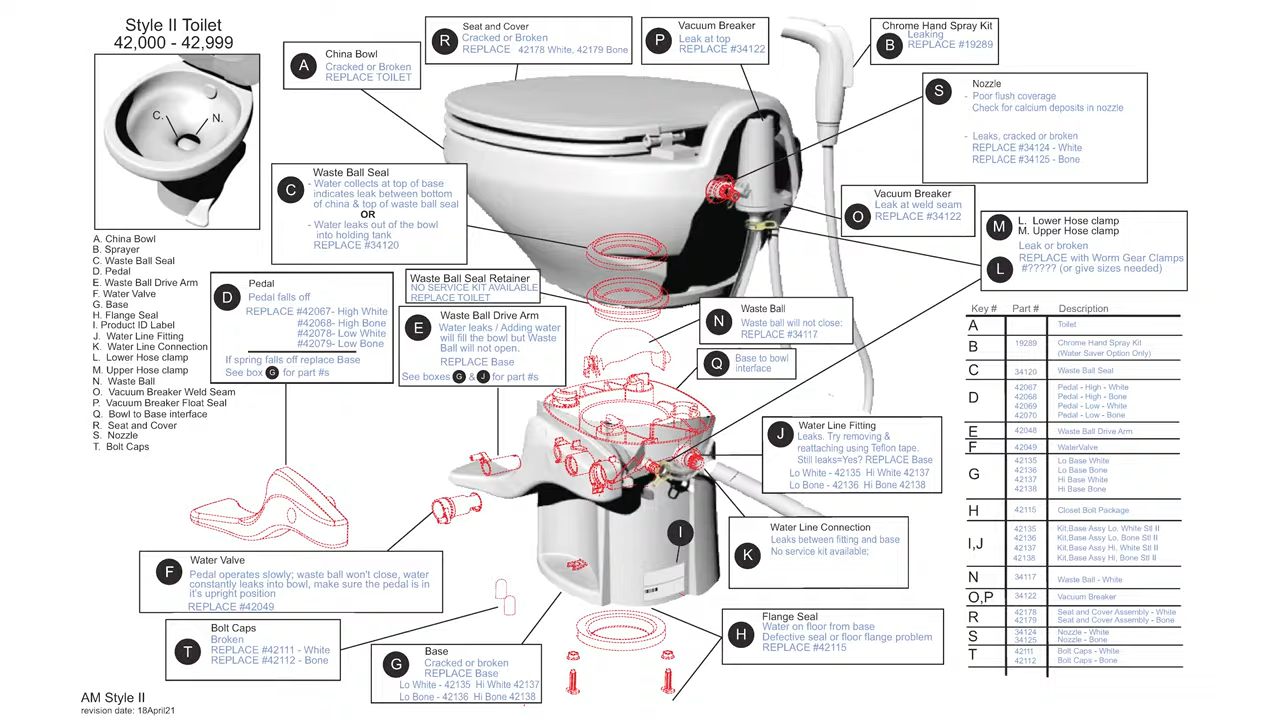 Style II Toilet
42,000 - 42,999
C.
N.
A
China Bowl
Cracked or Broken
REPLACE TOILET
R
Seat and Cover
Cracked or Broken
REPLACE 42178 White, 42179 Bone
P
Vacuum Breaker
Leak at top
REPLACE #34122
B
Chrome Hand Spray Kit
Leaking
REPLACE #19289
S
Nozzle
- Poor flush coverage
Check for calcium deposits in nozzle
- Leaks, cracked or broken
REPLACE #34124 - White
REPLACE #34125 - Bone
C
Waste Ball Seal
- Water collects at top of base
indicates leak between bottom
of china & top of waste ball seal
OR
- Water leaks out of the bowl
into holding tank
REPLACE #34120
O
Vacuum Breaker
Leak at weld seam
REPLACE #34122
M
L
L. Lower Hose clamp
M. Upper Hose clamp
Leak or broken
REPLACE with Worm Gear Clamps
#????? (or give sizes needed)
A. China Bowl
B. Sprayer
C. Waste Ball Seal
D. Pedal
E. Waste Ball Drive Arm
F. Water Valve
G. Base
H. Flange Seal
I. Product ID Label
J. Water Line Fitting
K. Water Line Connection
L. Lower Hose clamp
M. Upper Hose clamp
N. Waste Ball
O. Vacuum Breaker Weld Seam
P. Vacuum Breaker Float Seal
Q. Bowl to Base interface
R. Seat and Cover
S. Nozzle
T. Bolt Caps
D
Pedal
Pedal falls off
REPLACE #42067- High White
#42068- High Bone
#42078- Low White
#42079- Low Bone
If spring falls off replace Base
See box G for part #s
Waste Ball Seal Retainer
NO SERVICE KIT AVAILABLE
REPLACE TOILET
E
Waste Ball Drive Arm
Water leaks / Adding water
will fill the bowl but Waste
Ball will not open.
REPLACE Base
See boxes G & J for part #s
N
Waste Ball
Waste ball will not close;
REPLACE #34117
Q
Base to bowl
interface
J
Water Line Fitting
Leaks. Try removing &
reattaching using Teflon tape.
Still leaks=Yes? REPLACE Base
Lo White - 42135 Hi White 42137
Lo Bone - 42136 Hi Bone 42138
I
K
Water Line Connection
Leaks between fitting and base
No service kit available;
F
Water Valve
Pedal operates slowly; waste ball won't close, water
constantly leaks into bowl, make sure the pedal is in
it's upright position
REPLACE #42049
T
Bolt Caps
Broken
REPLACE #42111 - White
REPLACE #42112 - Bone
G
Base
Cracked or broken
REPLACE Base
Lo White - 42135 Hi White 42137
Lo Bone - 42136 Hi Bone 42138
H
Flange Seal
Water on floor from base
Defective seal or floor flange problem
REPLACE #42115
Key # Part # Description
A Toilet
B 19289 Chrome Hand Spray Kit
(Water Saver Option Only)
C 34120 Waste Ball Seal
D 42067 Pedal - High - White
42068 Pedal - High - Bone
42069 Pedal - Low - White
42070 Pedal - Low - Bone
E 42048 Waste Ball Drive Arm
F 42049 WaterValve
G 42135 Lo Base White
42136 Lo Base Bone
42137 Hi Base White
42138 Hi Base Bone
H 42115 Closet Bolt Package
I,J 42135 Kit,Base Assy Lo, White Stl II
42136 Kit,Base Assy Lo, Bone Stl II
42137 Kit,Base Assy Hi, White Stl II
42138 Kit,Base Assy Hi, Bone Stl II
N 34117 Waste Ball - White
O,P 34122 Vacuum Breaker
R 42178 Seat and Cover Assembly - White
42179 Seat and Cover Assembly - Bone
S 34124 Nozzle - White
34125 Nozzle - Bone
T 42111 Bolt Caps - White
42112 Bolt Caps - Bone
AM Style II
revision date: 18April21